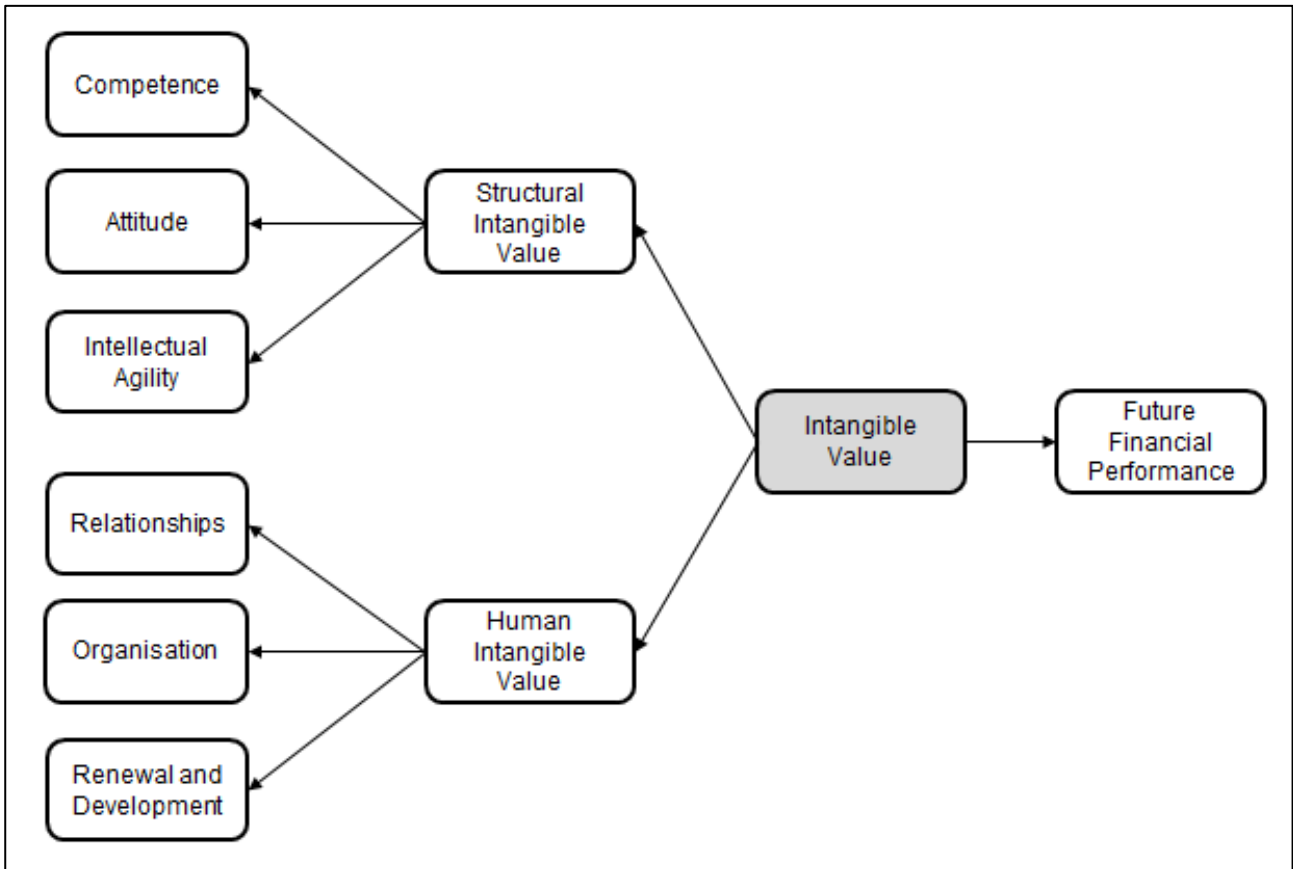 Competence
Attitude
Intellectual
Agility
Relationships
Organisation
Renewal and
Development
Structural
Intangible
Value
Human
Intangible
Value
Intangible
Value
Future
Financial
Performance